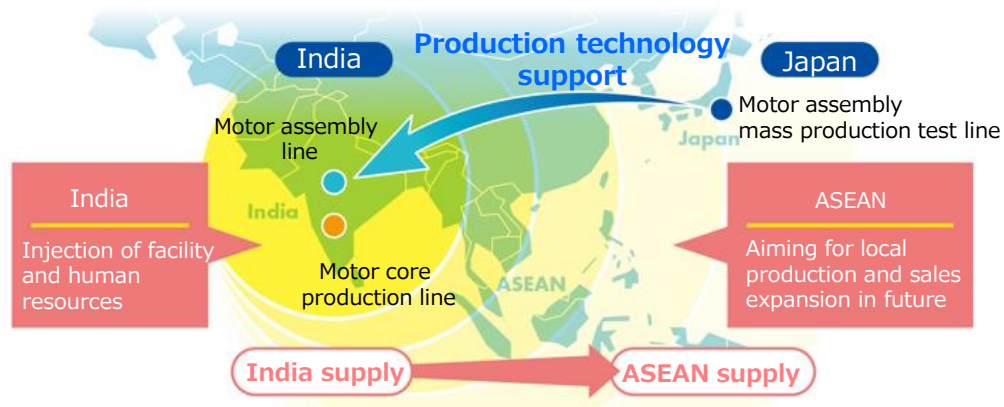 Production technology
support
India
Japan
Motor assembly
line
Motor assembly
mass production test line
Japan
India
Injection of facility
and human
resources
India
Motor core
production line
ASEAN
ASEAN
Aiming for local
production and sales
expansion in future
India supply
ASEAN supply